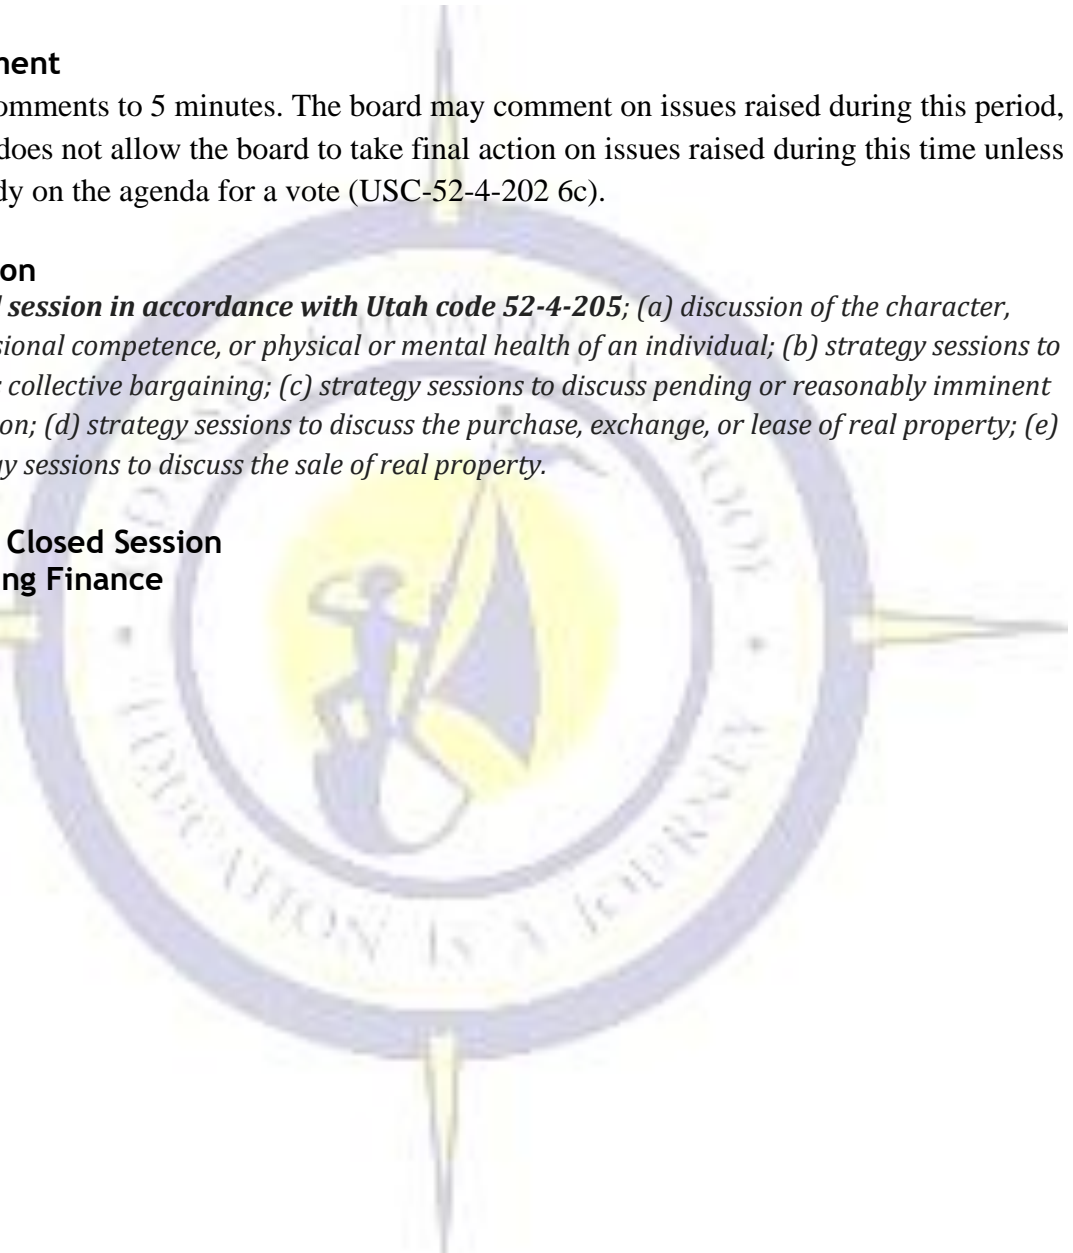 nent
omments to 5 minutes. The board may comment on issues raised during this period,
does not allow the board to take final action on issues raised during this time unless
dy on the agenda for a vote (USC-52-4-202 6c).
on
l session in accordance with Utah code 52-4-205; (a) discussion of the character,
sional competence, or physical or mental health of an individual; (b) strategy sessions to
collective bargaining; (c) strategy sessions to discuss pending or reasonably imminent
on; (d) strategy sessions to discuss the purchase, exchange, or lease of real property; (e)
gy sessions to discuss the sale of real property.
Closed Session
ng Finance
EDUCATION IS A JOURNEY